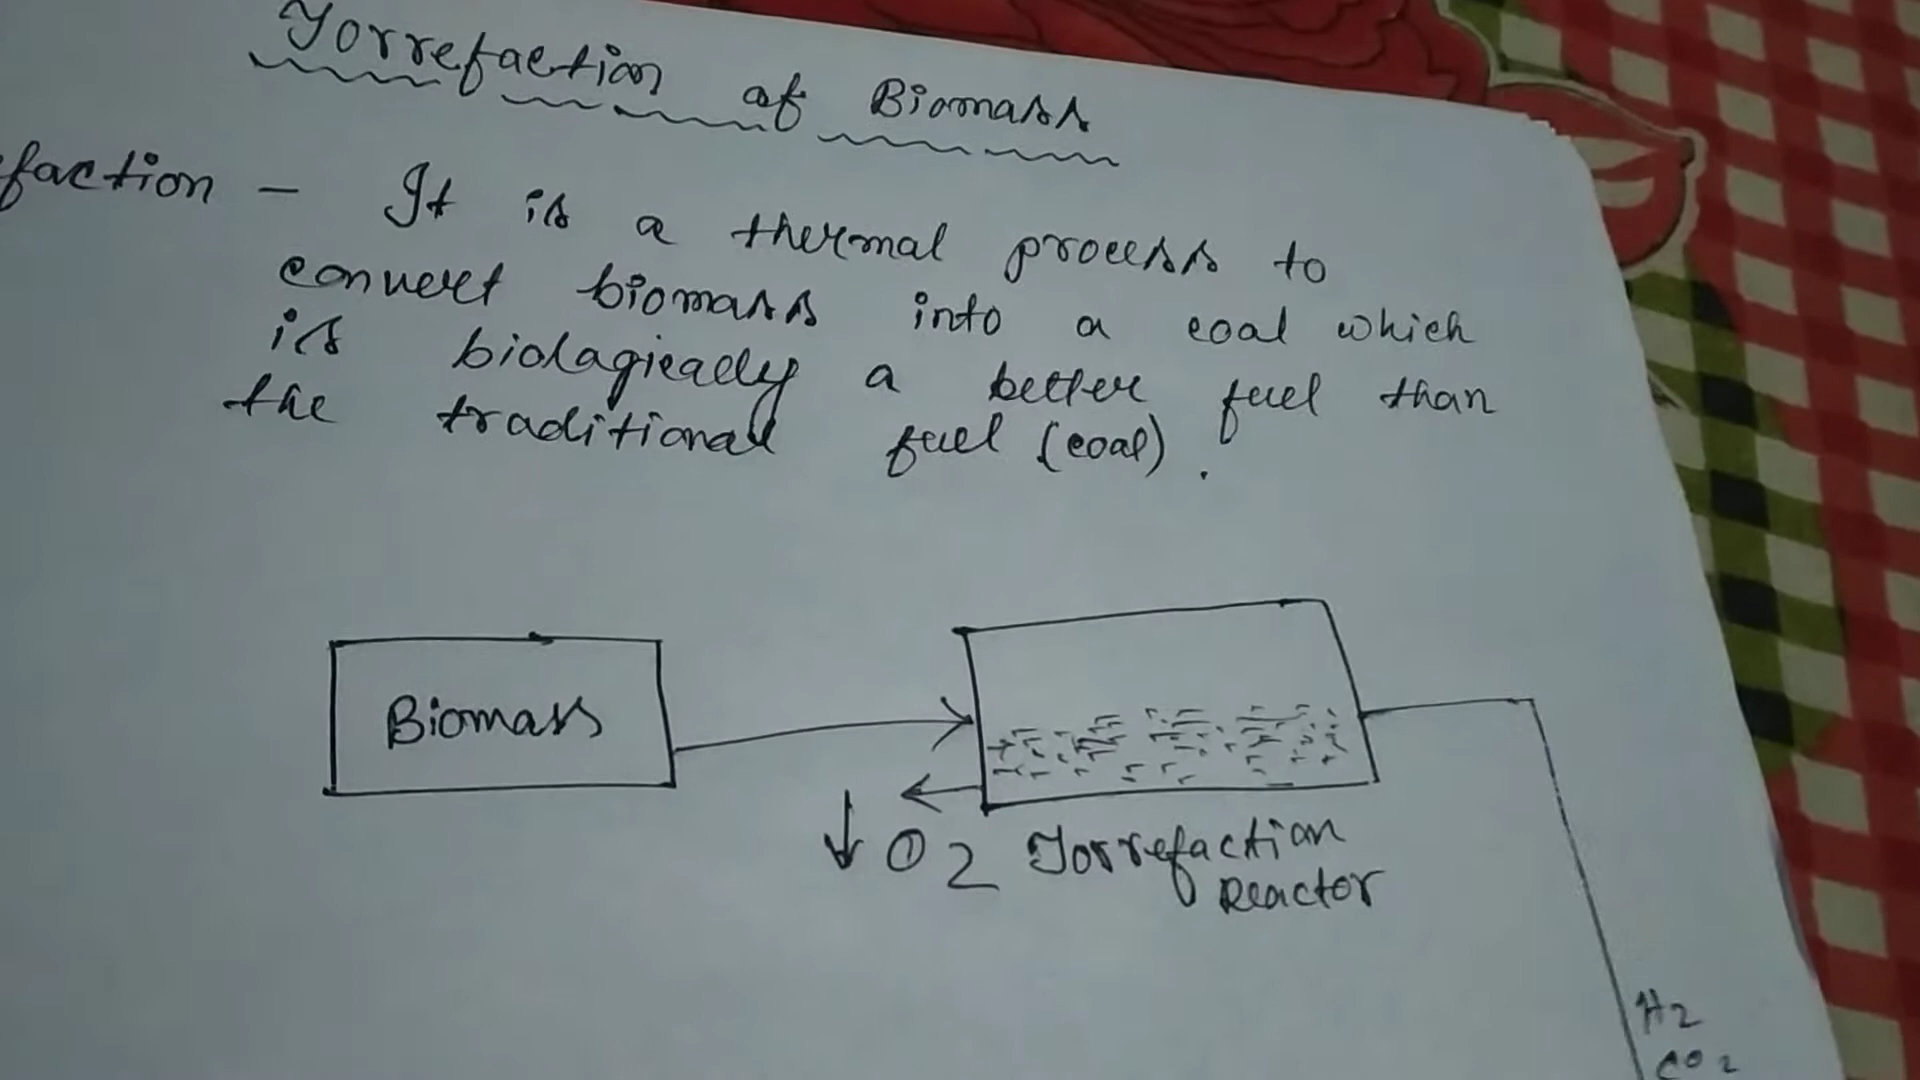 Torrefaction of Biomass
faction - It is a thermal process to
convert biomass into a coal which
is biologically a better fuel than
the traditional fuel (coal).
Biomass
↓ O2
Torrefaction
Reactor
H2
CO2